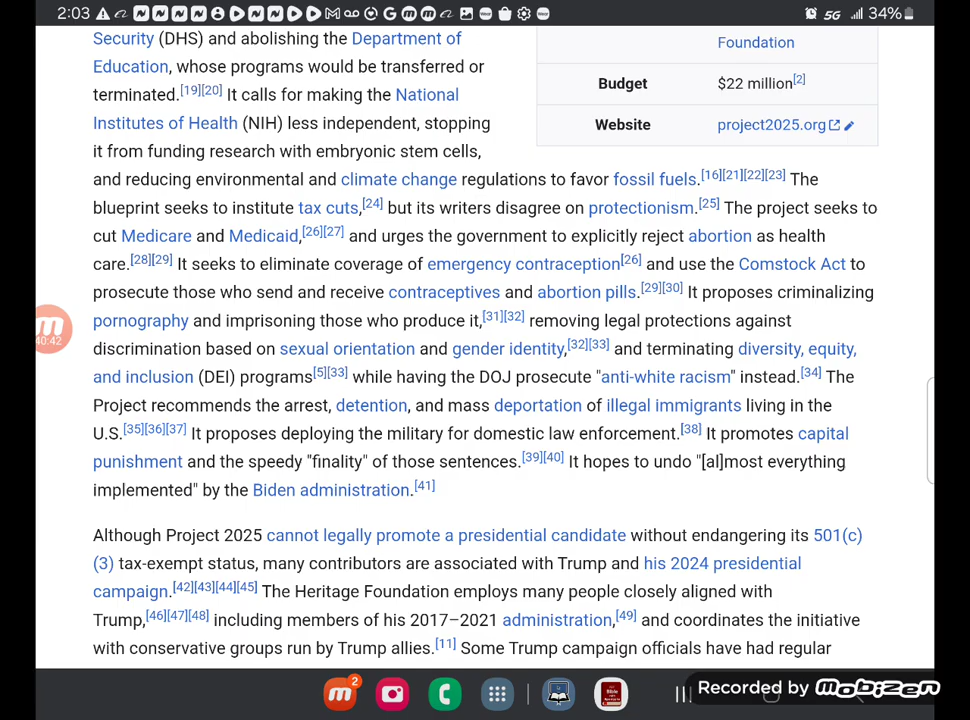 2:03 34%
5G
Security (DHS) and abolishing the Department of
Education, whose programs would be transferred or
terminated.[19][20] It calls for making the National
Institutes of Health (NIH) less independent, stopping
it from funding research with embryonic stem cells,
Foundation
Budget $22 million[2]
Website project2025.org
and reducing environmental and climate change regulations to favor fossil fuels.[16][21][22][23] The
blueprint seeks to institute tax cuts,[24] but its writers disagree on protectionism.[25] The project seeks to
cut Medicare and Medicaid,[26][27] and urges the government to explicitly reject abortion as health
care.[28][29] It seeks to eliminate coverage of emergency contraception[26] and use the Comstock Act to
prosecute those who send and receive contraceptives and abortion pills.[29][30] It proposes criminalizing
pornography and imprisoning those who produce it,[31][32] removing legal protections against
discrimination based on sexual orientation and gender identity,[32][33] and terminating diversity, equity,
and inclusion (DEI) programs[5][33] while having the DOJ prosecute "anti-white racism" instead.[34] The
Project recommends the arrest, detention, and mass deportation of illegal immigrants living in the
U.S.[35][36][37] It proposes deploying the military for domestic law enforcement.[38] It promotes capital
punishment and the speedy "finality" of those sentences.[39][40] It hopes to undo "[al]most everything
implemented" by the Biden administration.[41]
Although Project 2025 cannot legally promote a presidential candidate without endangering its 501(c)
(3) tax-exempt status, many contributors are associated with Trump and his 2024 presidential
campaign.[42][43][44][45] The Heritage Foundation employs many people closely aligned with
Trump,[46][47][48] including members of his 2017–2021 administration,[49] and coordinates the initiative
with conservative groups run by Trump allies.[11] Some Trump campaign officials have had regular
m
40:42
m 2
Bible
Recorded by mobizen